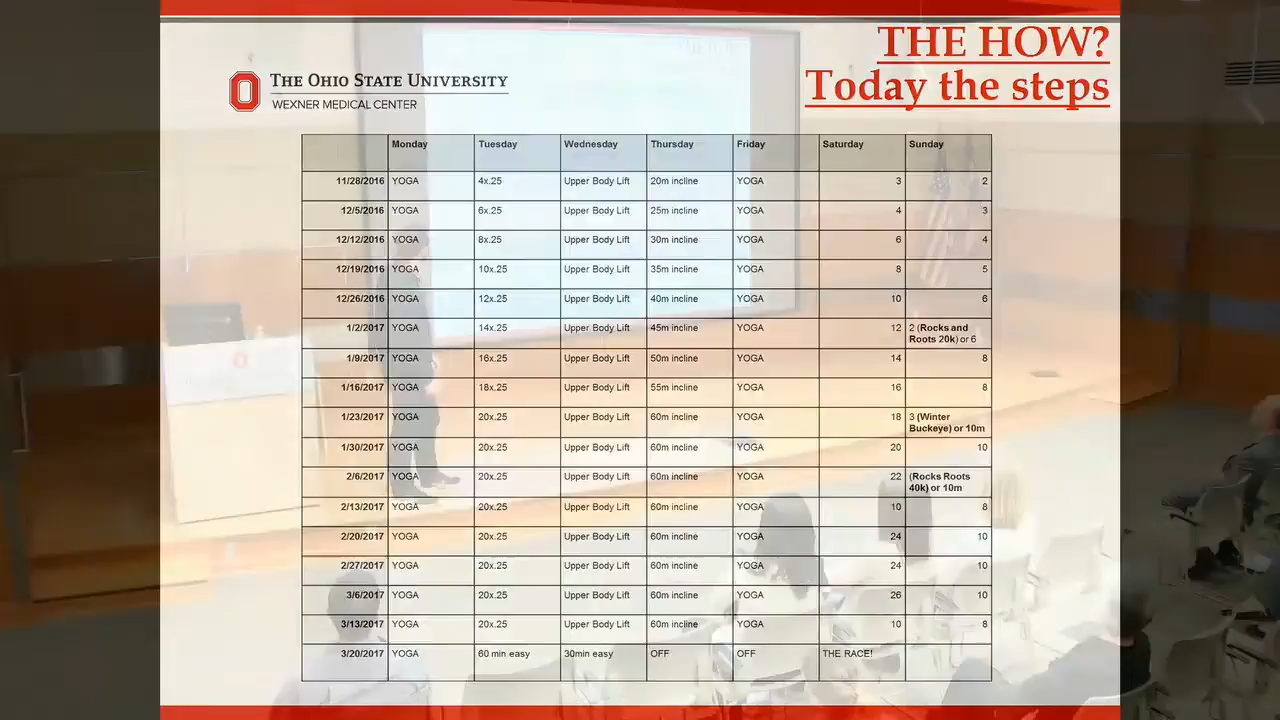 THE HOW?
Today the steps
THE OHIO STATE UNIVERSITY
WEXNER MEDICAL CENTER
Monday Tuesday Wednesday Thursday Friday Saturday Sunday
11/28/2016 YOGA 4x.25 Upper Body Lift 20m incline YOGA 3 2
12/5/2016 YOGA 6x.25 Upper Body Lift 25m incline YOGA 4 3
12/12/2016 YOGA 8x.25 Upper Body Lift 30m incline YOGA 6 4
12/19/2016 YOGA 10x.25 Upper Body Lift 35m incline YOGA 8 5
12/26/2016 YOGA 12x.25 Upper Body Lift 40m incline YOGA 10 6
1/2/2017 YOGA 14x.25 Upper Body Lift 45m incline YOGA 12 2 (Rocks and
Roots 20k) or 6
1/9/2017 YOGA 16x.25 Upper Body Lift 50m incline YOGA 14 8
1/16/2017 YOGA 18x.25 Upper Body Lift 55m incline YOGA 16 8
1/23/2017 YOGA 20x.25 Upper Body Lift 60m incline YOGA 18 3 (Winter
Buckeye) or 10m
1/30/2017 YOGA 20x.25 Upper Body Lift 60m incline YOGA 20 10
2/6/2017 YOGA 20x.25 Upper Body Lift 60m incline YOGA 22 (Rocks Roots
40k) or 10m
2/13/2017 YOGA 20x.25 Upper Body Lift 60m incline YOGA 10 8
2/20/2017 YOGA 20x.25 Upper Body Lift 60m incline YOGA 24 10
2/27/2017 YOGA 20x.25 Upper Body Lift 60m incline YOGA 24 10
3/6/2017 YOGA 20x.25 Upper Body Lift 60m incline YOGA 26 10
3/13/2017 YOGA 20x.25 Upper Body Lift 60m incline YOGA 10 8
3/20/2017 YOGA 60 min easy 30min easy OFF OFF THE RACE!